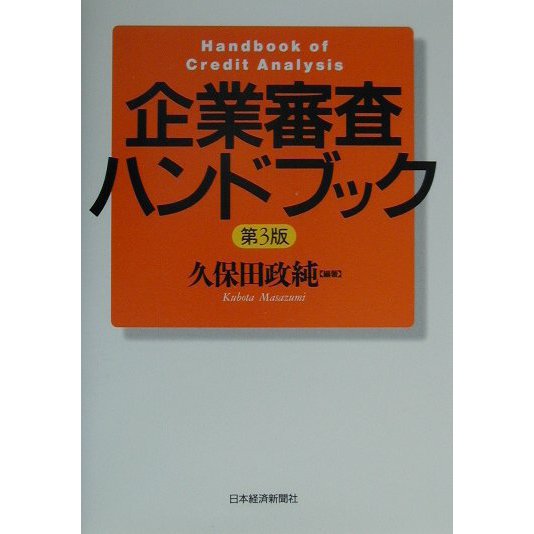 Handbook of
Credit Analysis
企業審査
ハンドブック
第3版
久保田政純【編著】
Kubota Masazumi
日本経済新聞社